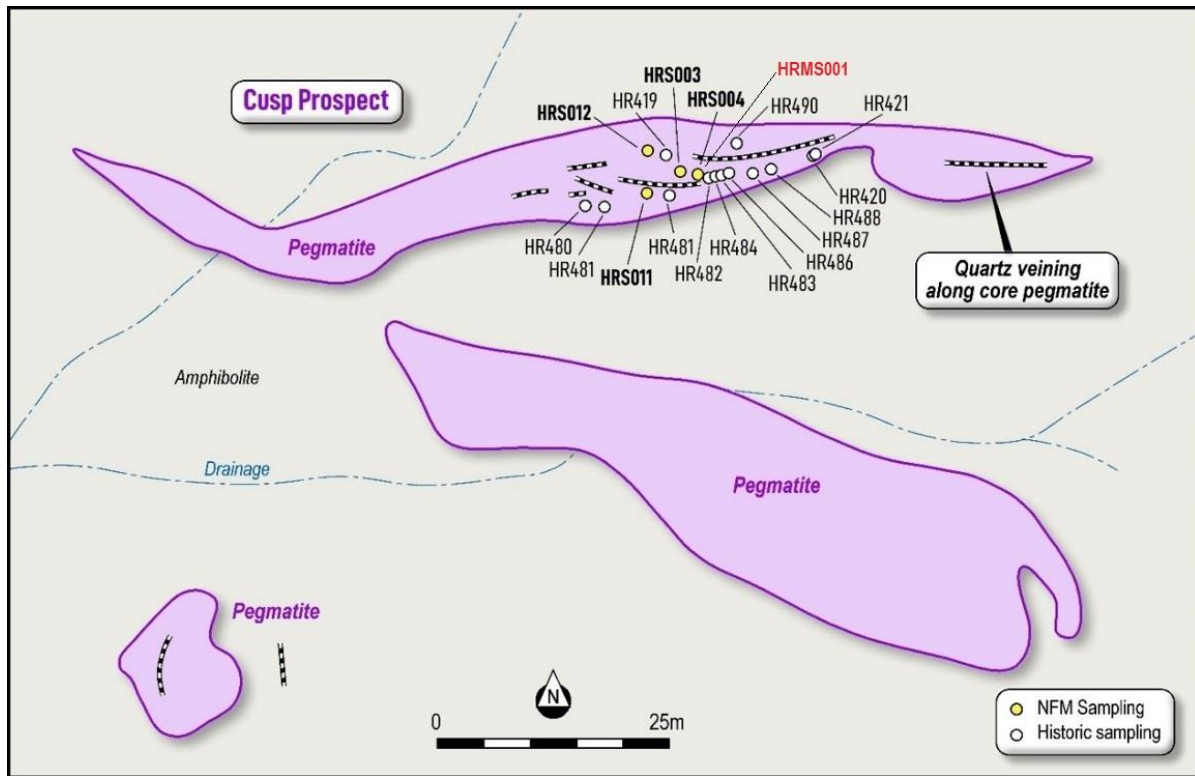 Cusp Prospect
HRMS001
HRS003
HR419
HRS004
HR490
HR421
HRS012
HR420
HR488
HR487
HR486
HR483
HR484
HR482
HR481
HRS011
HR481
HR480
Pegmatite
Quartz veining
along core pegmatite
Amphibolite
Drainage
Pegmatite
Pegmatite
N
0
25m
NFM Sampling
Historic sampling